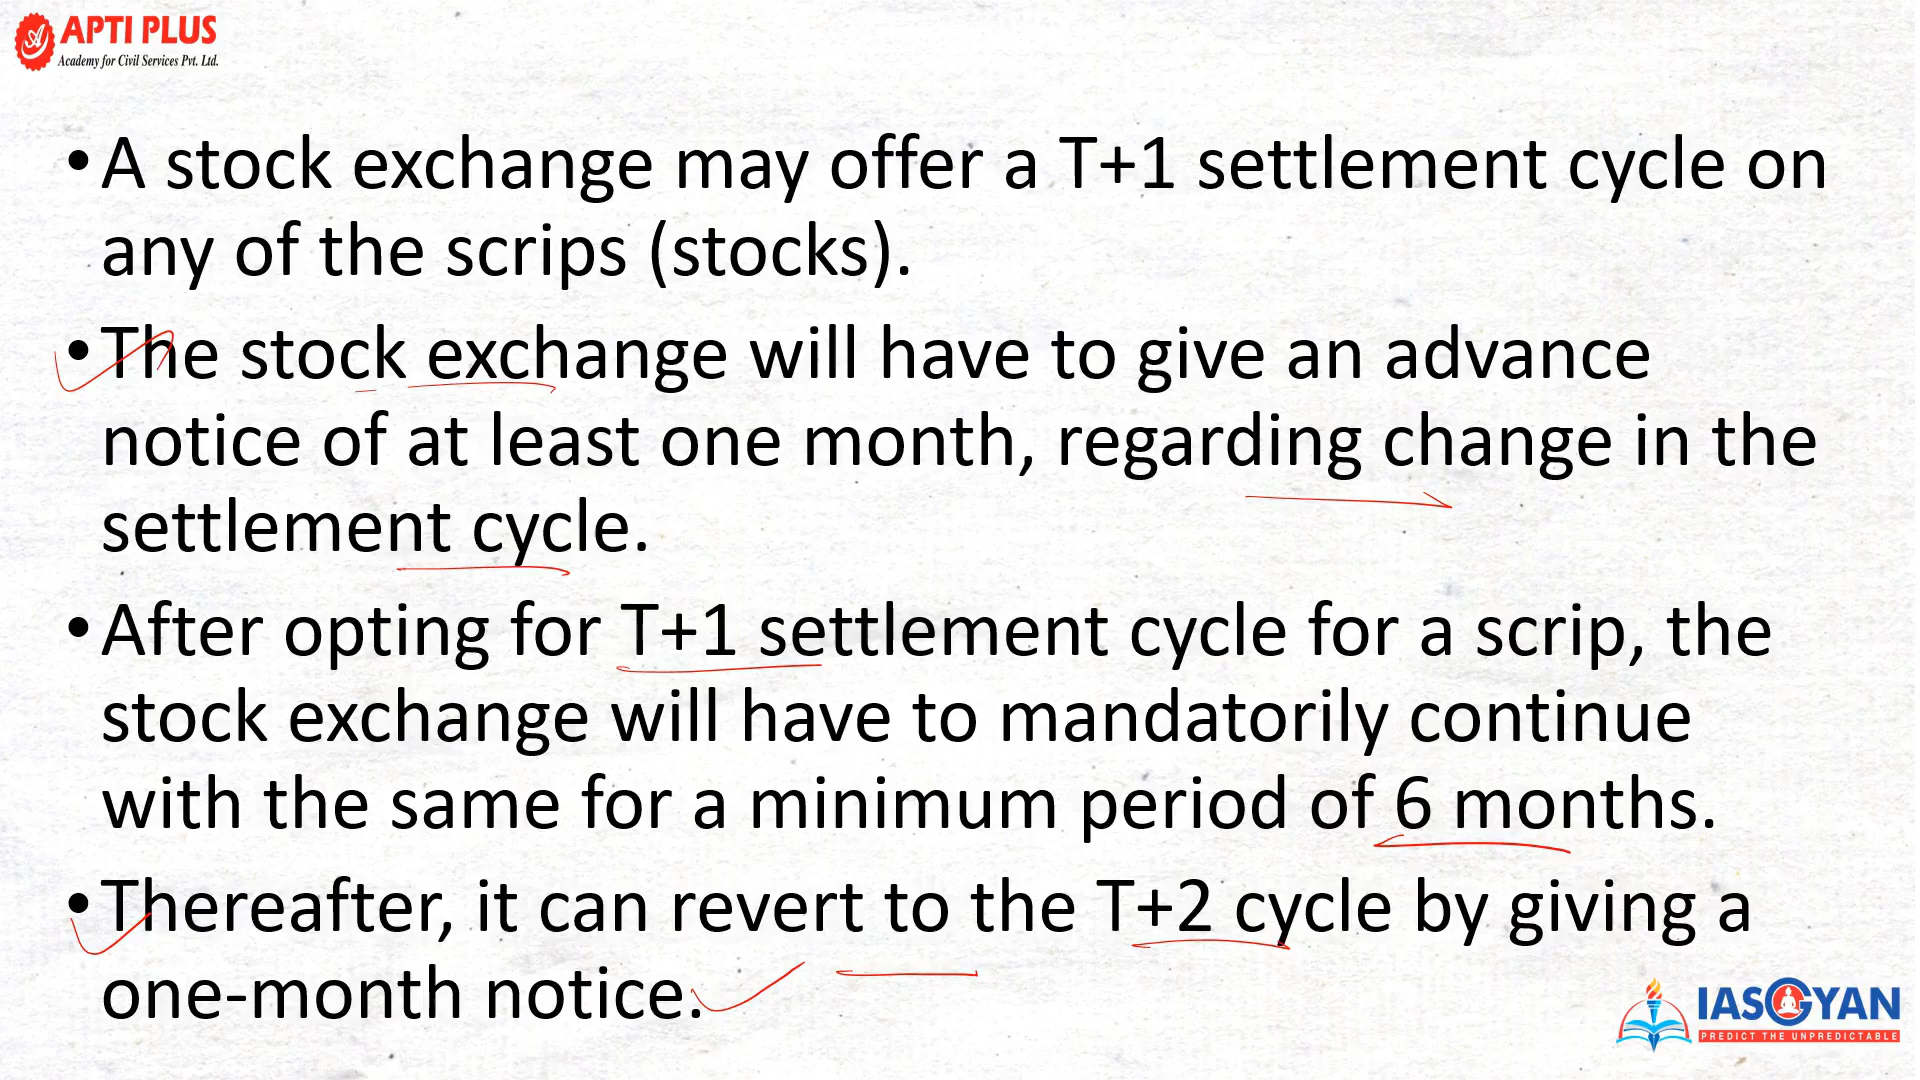 APTI PLUS
Academy for Civil Services Pvt. Ltd.
•A stock exchange may offer a T+1 settlement cycle on
any of the scrips (stocks).
•The stock exchange will have to give an advance
notice of at least one month, regarding change in the
settlement cycle.
•After opting for T+1 settlement cycle for a scrip, the
stock exchange will have to mandatorily continue
with the same for a minimum period of 6 months.
•Thereafter, it can revert to the T+2 cycle by giving a
one-month notice.
IASGYAN
PREDICT THE UNPREDICTABLE